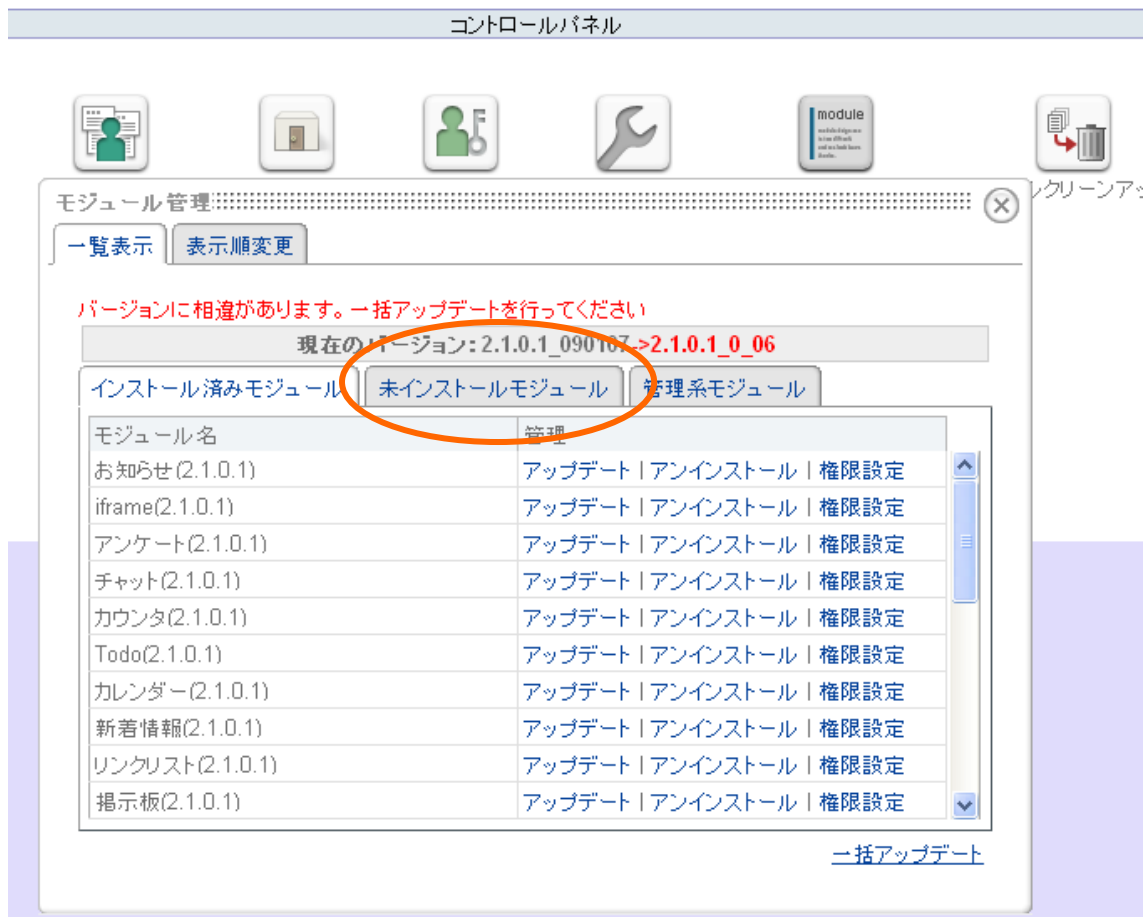 コントロールパネル
module
ルクリーンアッ
モジュール管理
一覧表示 表示順変更
バージョンに相違があります。一括アップデートを行ってください
現在のバージョン:2.1.0.1_090107->2.1.0.1_0_06
インストール済みモジュール 未インストールモジュール 管理系モジュール
モジュール名 管理
お知らせ(2.1.0.1) アップデート | アンインストール | 権限設定
iframe(2.1.0.1) アップデート | アンインストール | 権限設定
アンケート(2.1.0.1) アップデート | アンインストール | 権限設定
チャット(2.1.0.1) アップデート | アンインストール | 権限設定
カウンタ(2.1.0.1) アップデート | アンインストール | 権限設定
Todo(2.1.0.1) アップデート | アンインストール | 権限設定
カレンダー(2.1.0.1) アップデート | アンインストール | 権限設定
新着情報(2.1.0.1) アップデート | アンインストール | 権限設定
リンクリスト(2.1.0.1) アップデート | アンインストール | 権限設定
掲示板(2.1.0.1) アップデート | アンインストール | 権限設定
一括アップデート